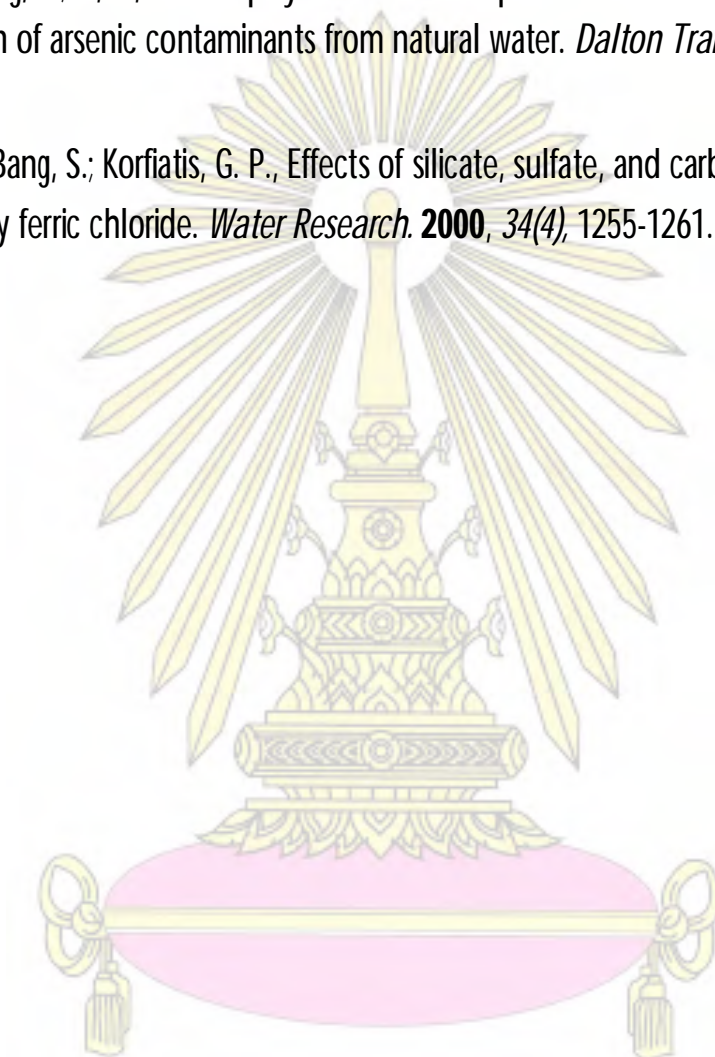 n of arsenic contaminants from natural water. Dalton Tra
Bang, S.; Korfiatis, G. P., Effects of silicate, sulfate, and carb
y ferric chloride. Water Research. 2000, 34(4), 1255-1261.